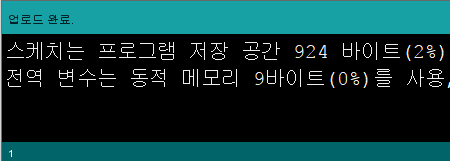 업로드 완료.
스케치는 프로그램 저장 공간 924 바이트(2%)
전역 변수는 동적 메모리 9바이트(0%)를 사용,
1